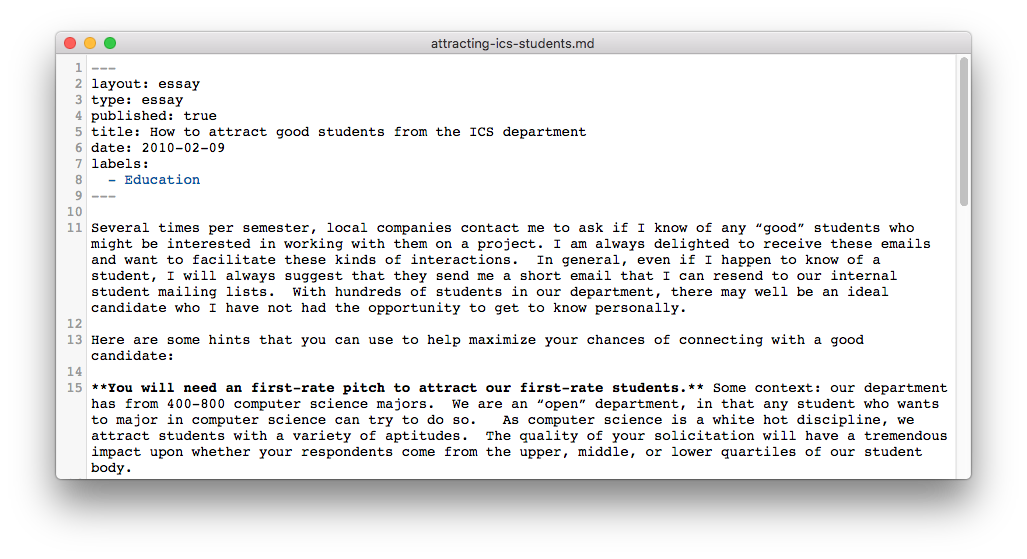 attracting-ics-students.md
1 ---
2 layout: essay
3 type: essay
4 published: true
5 title: How to attract good students from the ICS department
6 date: 2010-02-09
7 labels:
8   - Education
9 ---
10
11 Several times per semester, local companies contact me to ask if I know of any “good” students who
might be interested in working with them on a project. I am always delighted to receive these emails
and want to facilitate these kinds of interactions.  In general, even if I happen to know of a
student, I will always suggest that they send me a short email that I can resend to our internal
student mailing lists.  With hundreds of students in our department, there may well be an ideal
candidate who I have not had the opportunity to get to know personally.
12
13 Here are some hints that you can use to help maximize your chances of connecting with a good
candidate:
14
15 **You will need an first-rate pitch to attract our first-rate students.** Some context: our department
has from 400-800 computer science majors.  We are an “open” department, in that any student who wants
to major in computer science can try to do so.   As computer science is a white hot discipline, we
attract students with a variety of aptitudes.  The quality of your solicitation will have a tremendous
impact upon whether your respondents come from the upper, middle, or lower quartiles of our student
body.